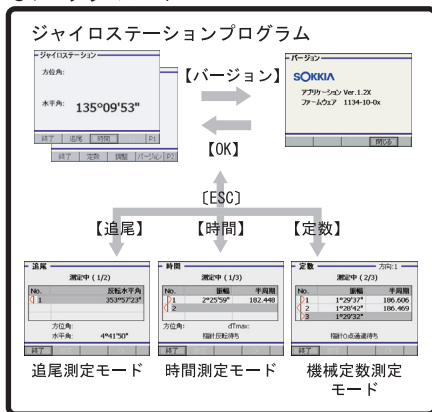 ジャイロステーションプログラム
ジャイロステーション
方位角:
水平角: 135°09'53"
終了 追尾 時間 P1
終了 定数 調整 バージョン P2
【バージョン】
【OK】
バージョン
SOKKIA
アプリケーション Ver.1.2X
ファームウェア 1134-10-0x
閉じる
〔ESC〕
【追尾】 【時間】 【定数】
追尾
測定中 (1/2)
No. 反転水平角
1 353°57'23"
方位角:
水平角: 4°41'50"
終了
時間
測定中 (1/3)
No. 振幅 半周期
1 2°25'59" 182.448
2
方位角: dTmax:
指針反転待ち
終了
定数 方向:1
測定中 (2/3)
No. 振幅 半周期
1 1°29'37" 186.606
2 1°28'42" 186.469
3 1°29'32"
指針0点通過待ち
終了
追尾測定モード 時間測定モード 機械定数測定
モード